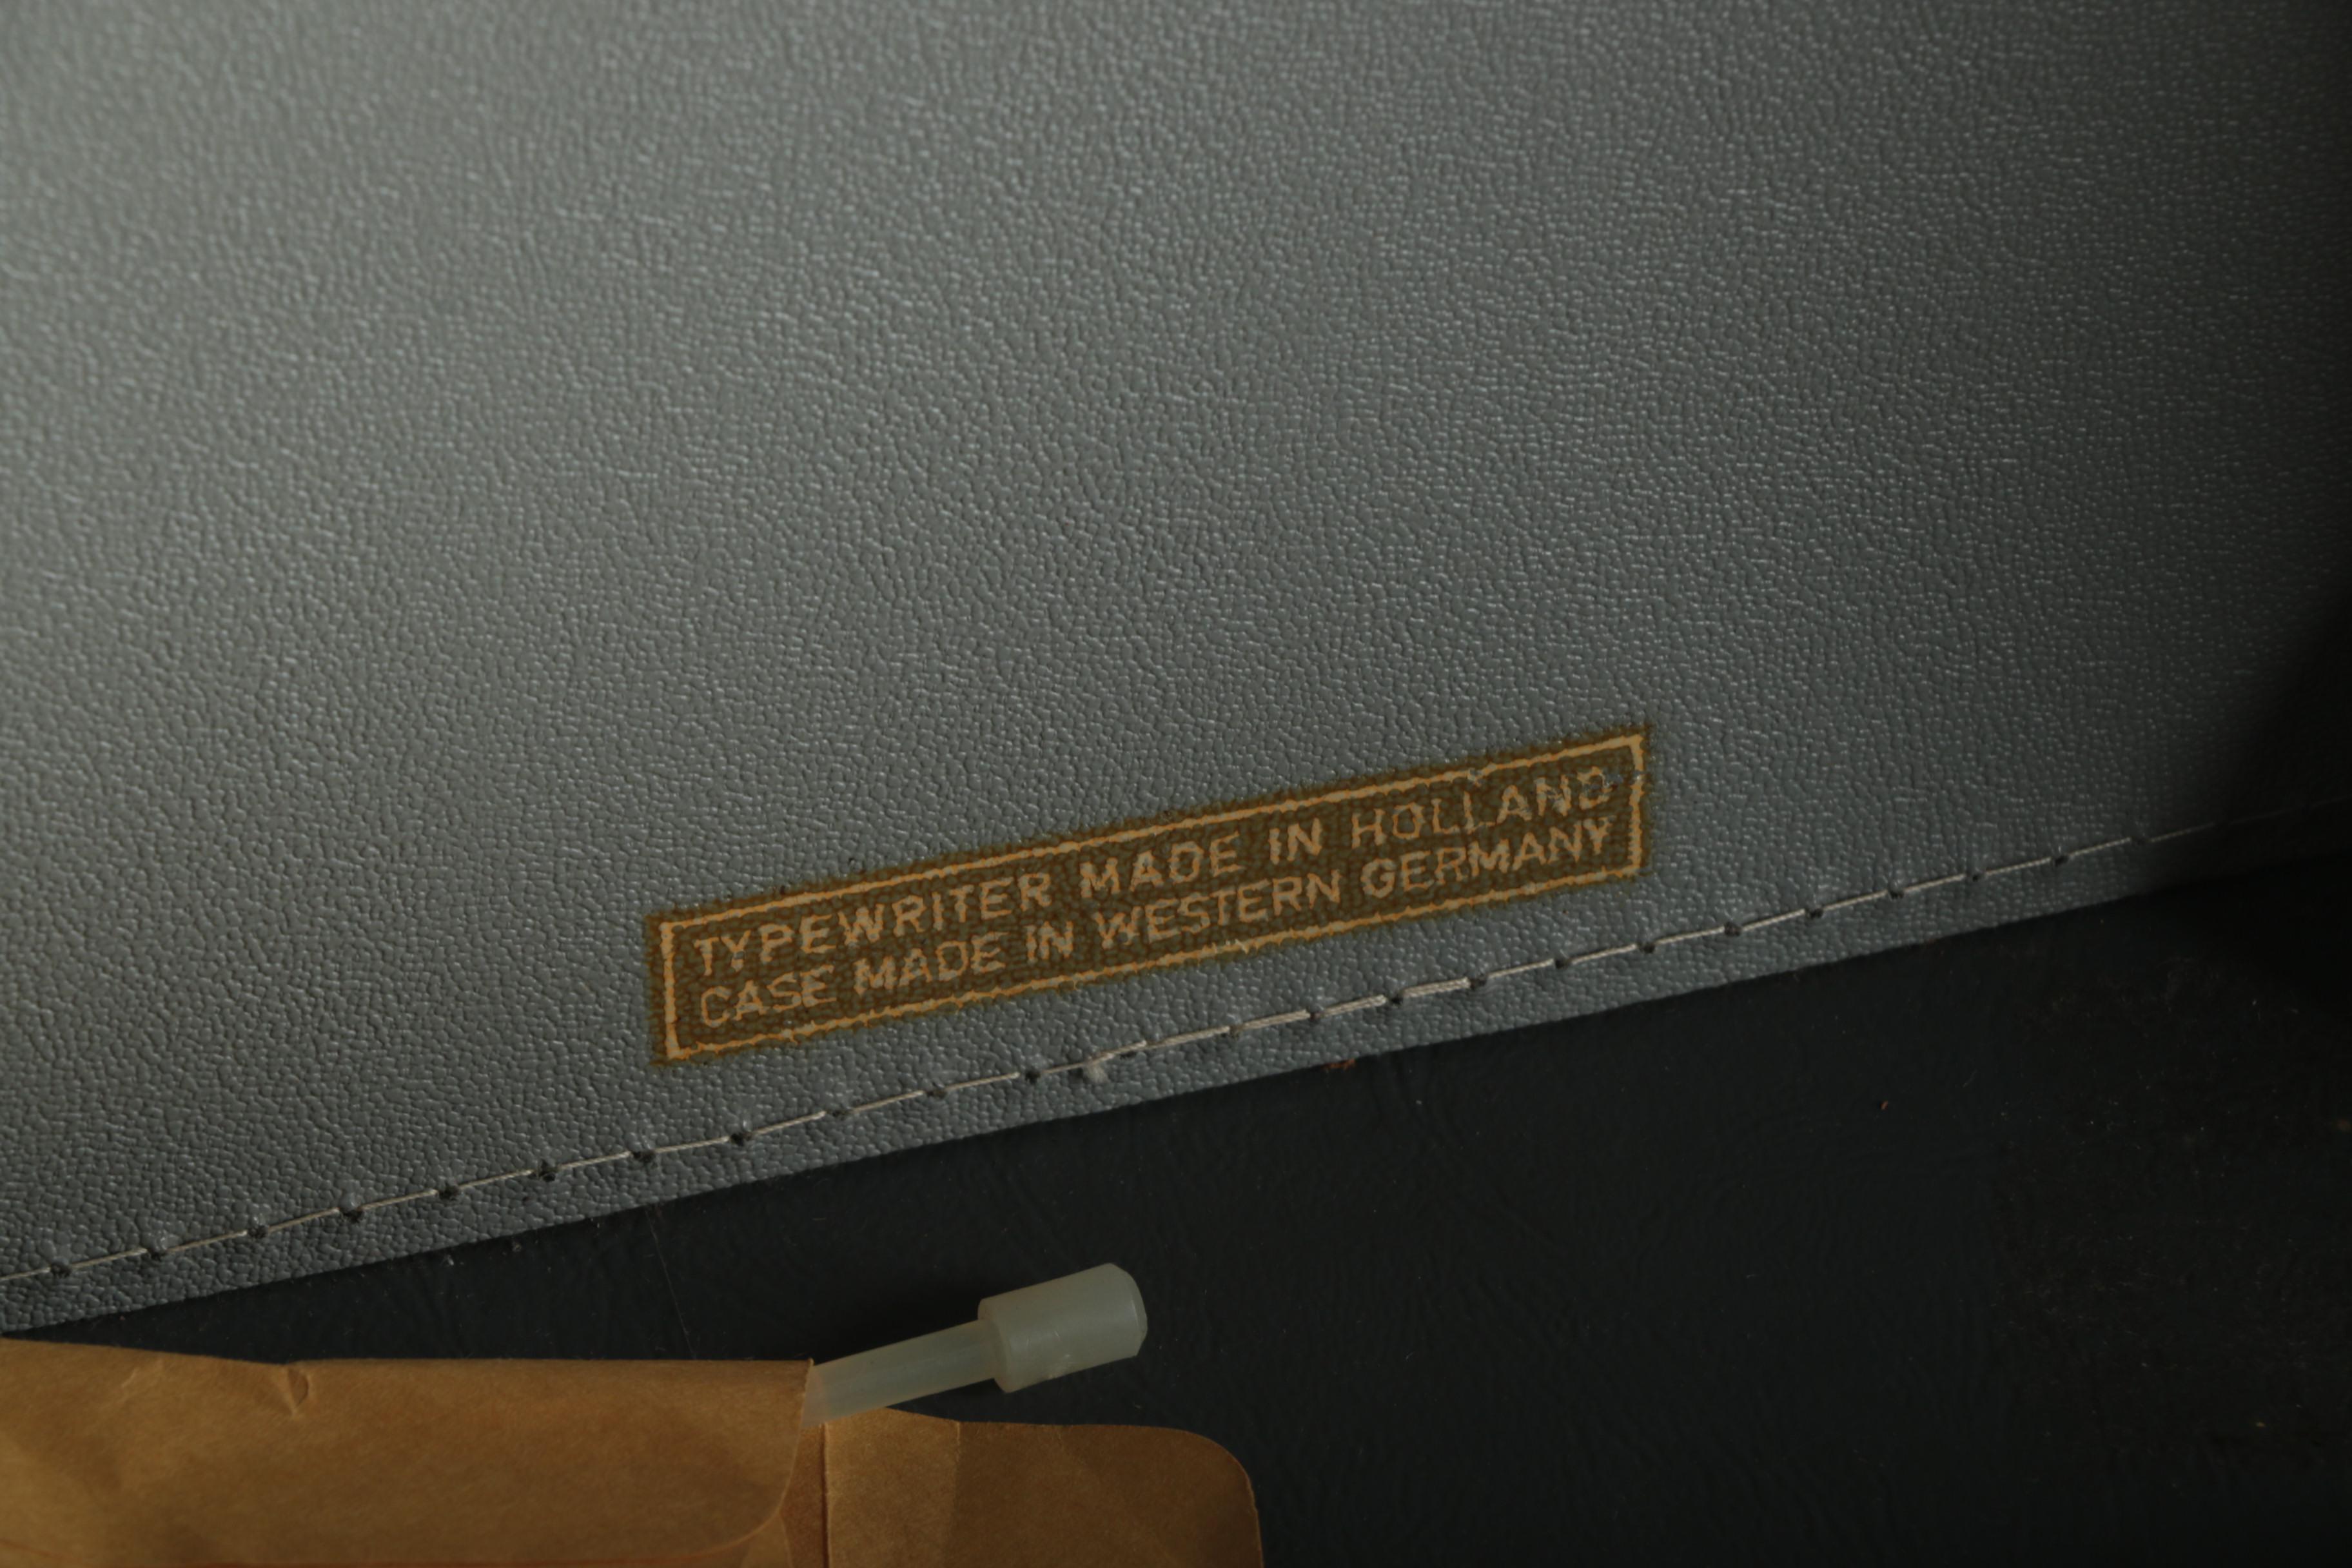 TYPEWRITER MADE IN HOLLAND
CASE MADE IN WESTERN GERMANY